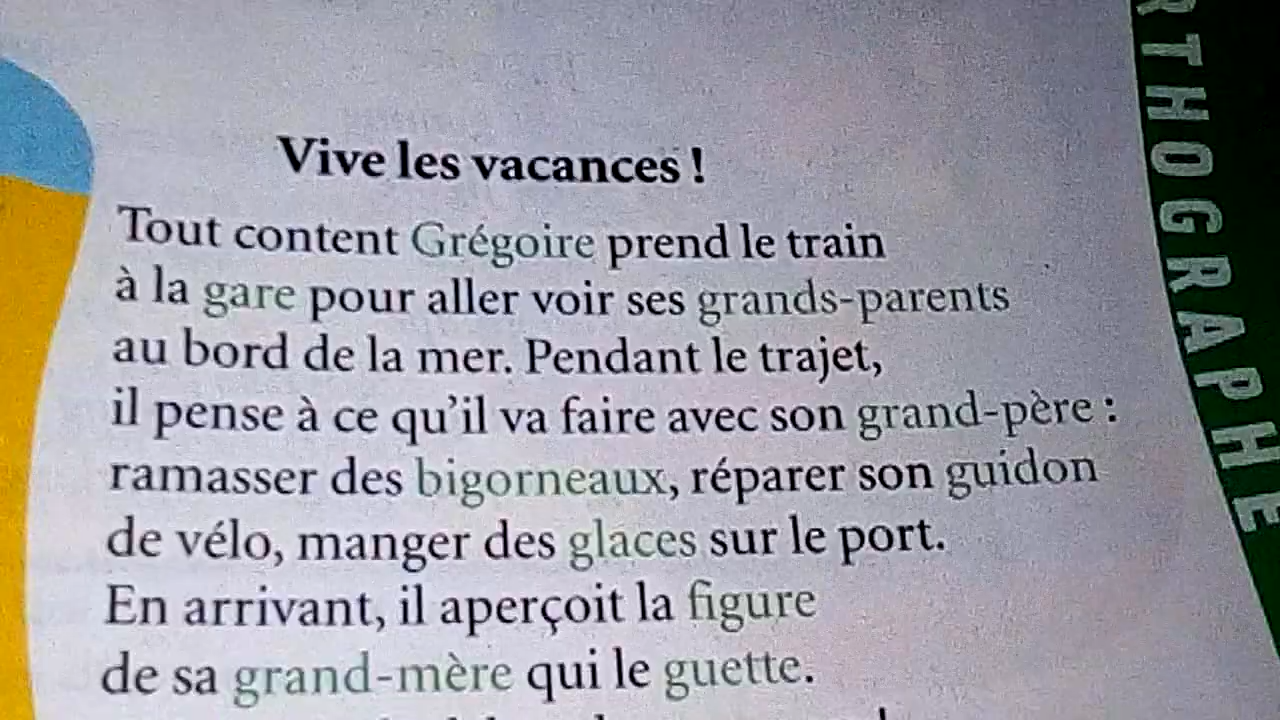 Vive les vacances !
Tout content Grégoire prend le train
à la gare pour aller voir ses grands-parents
au bord de la mer. Pendant le trajet,
il pense à ce qu'il va faire avec son grand-père :
ramasser des bigorneaux, réparer son guidon
de vélo, manger des glaces sur le port.
En arrivant, il aperçoit la figure
de sa grand-mère qui le guette.
RTHOGRAPHE